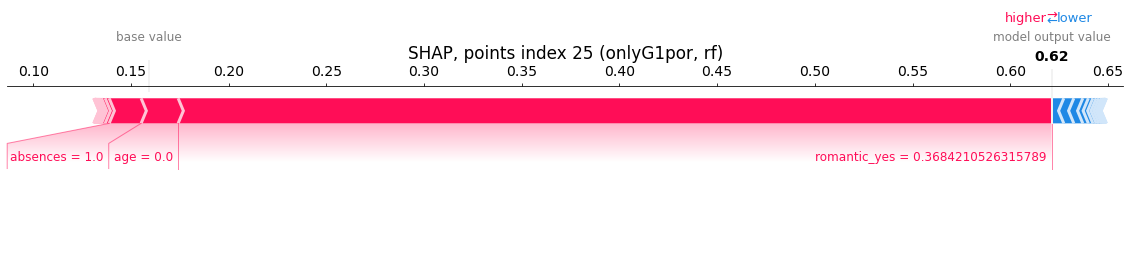 higher⇄lower
base value
model output value
SHAP, points index 25 (onlyG1por, rf)
0.62
0.10 0.15 0.20 0.25 0.30 0.35 0.40 0.45 0.50 0.55 0.60 0.65
absences = 1.0 age = 0.0 romantic_yes = 0.3684210526315789